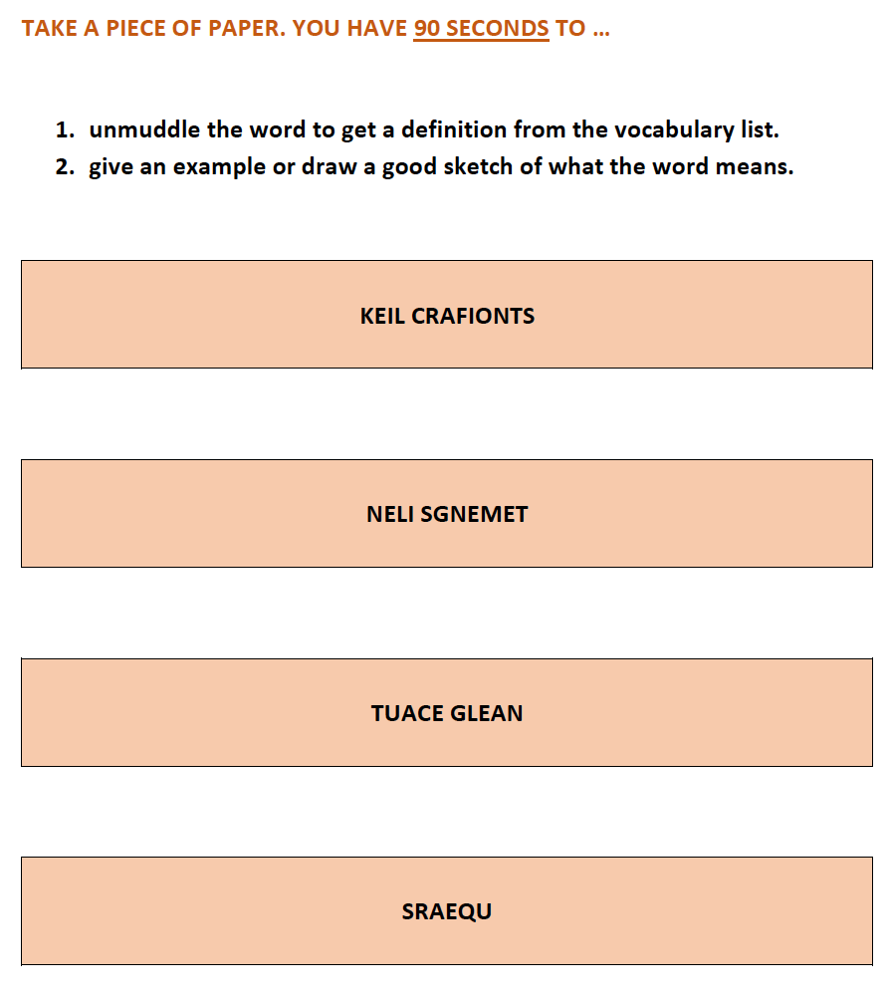 TAKE A PIECE OF PAPER. YOU HAVE 90 SECONDS TO ...
1. unmuddle the word to get a definition from the vocabulary list.
2. give an example or draw a good sketch of what the word means.
KEIL CRAFIONTS
NELI SGNEMET
TUACE GLEAN
SRAEQU